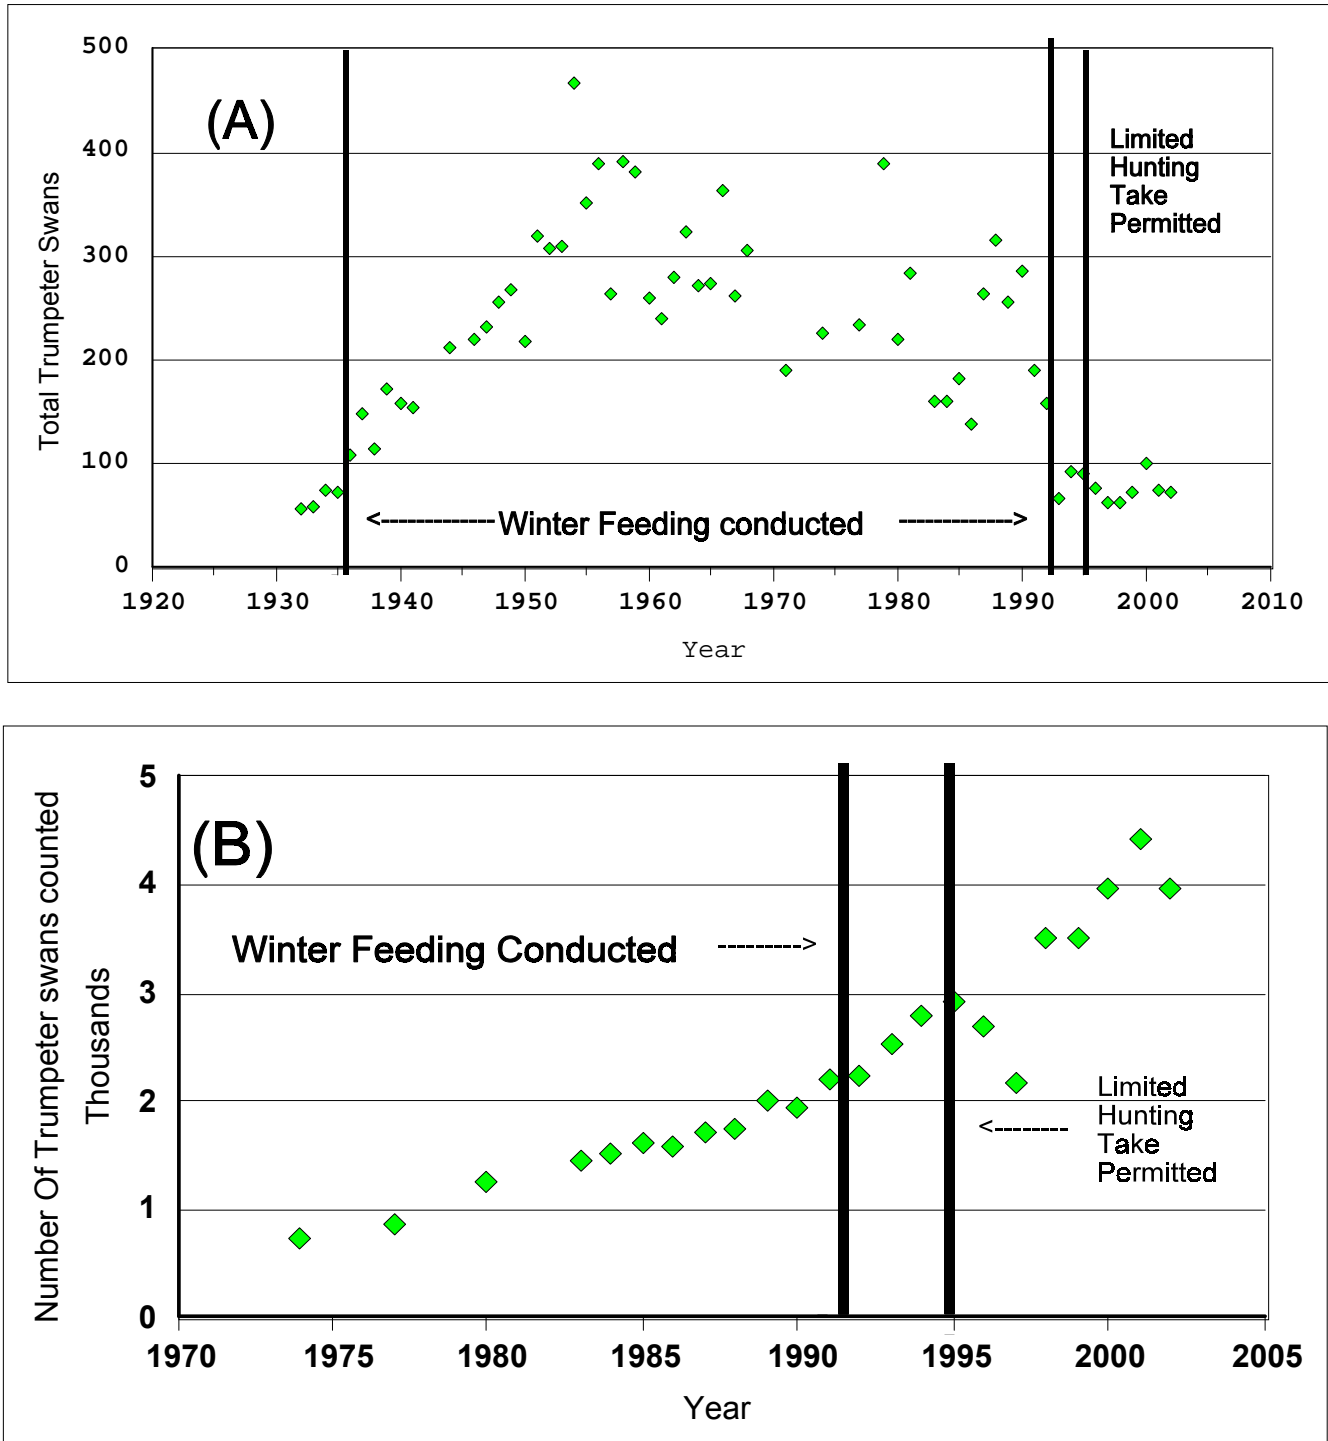 500
(A)
400
Limited
Hunting
Take
Permitted
Total Trumpeter Swans
300
200
100
<-------------Winter Feeding conducted ------------->
0
1920 1930 1940 1950 1960 1970 1980 1990 2000 2010
Year
5
(B)
4
Winter Feeding Conducted --------->
Number Of Trumpeter swans counted
Thousands
3
2
Limited
Hunting
<-------- Take
Permitted
1
0
1970 1975 1980 1985 1990 1995 2000 2005
Year